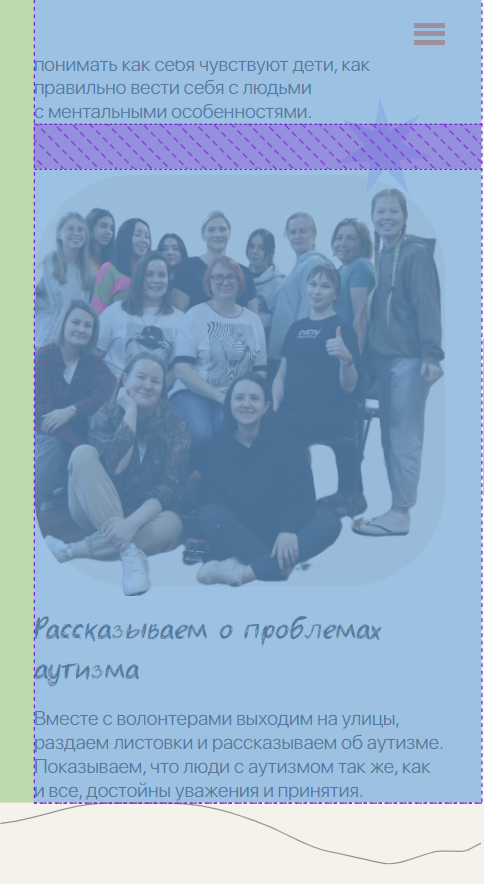 понимать как себя чувствуют дети, как
правильно вести себя с людьми
с ментальными особенностями.
Рассказываем о проблемах
аутизма
Вместе с волонтерами выходим на улицы,
раздаем листовки и рассказываем об аутизме.
Показываем, что люди с аутизмом так же, как
и все, достойны уважения и принятия.